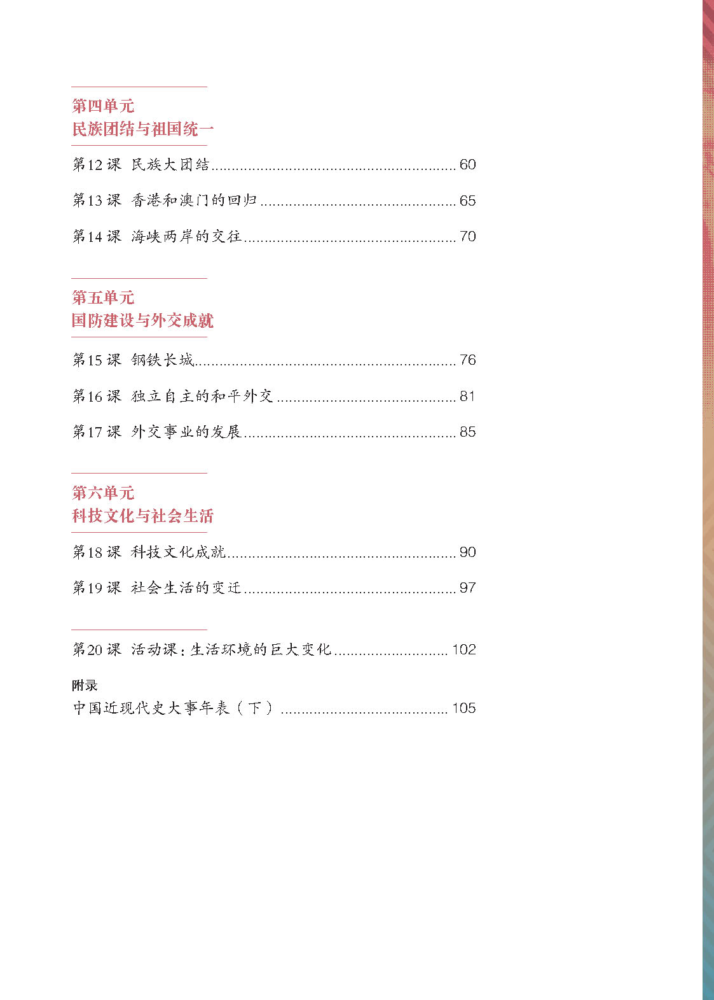 第四单元
民族团结与祖国统一
第12课 民族大团结............................................................ 60
第13课 香港和澳门的回归................................................ 65
第14课 海峡两岸的交往.................................................... 70
第五单元
国防建设与外交成就
第15课 钢铁长城................................................................ 76
第16课 独立自主的和平外交............................................ 81
第17课 外交事业的发展.................................................... 85
第六单元
科技文化与社会生活
第18课 科技文化成就........................................................ 90
第19课 社会生活的变迁.................................................... 97
第20课 活动课：生活环境的巨大变化............................ 102
附录
中国近现代史大事年表（下）......................................... 105